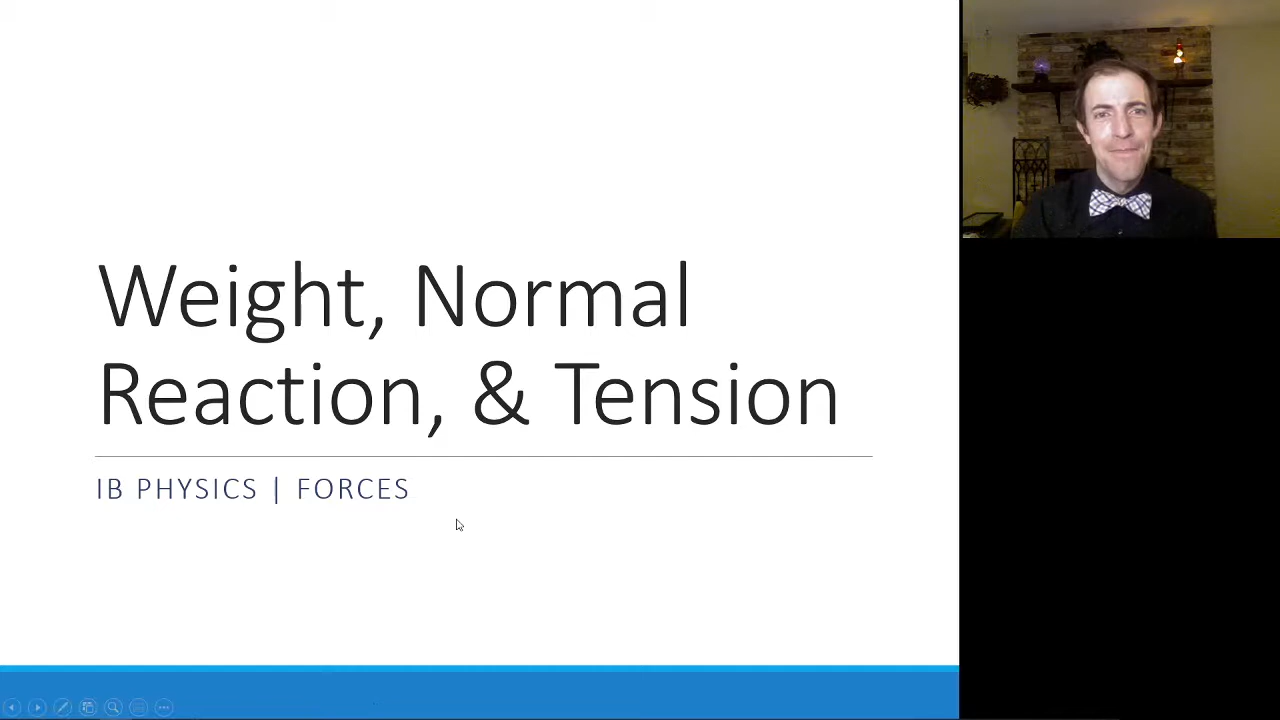 Weight, Normal
Reaction, & Tension
IB PHYSICS | FORCES